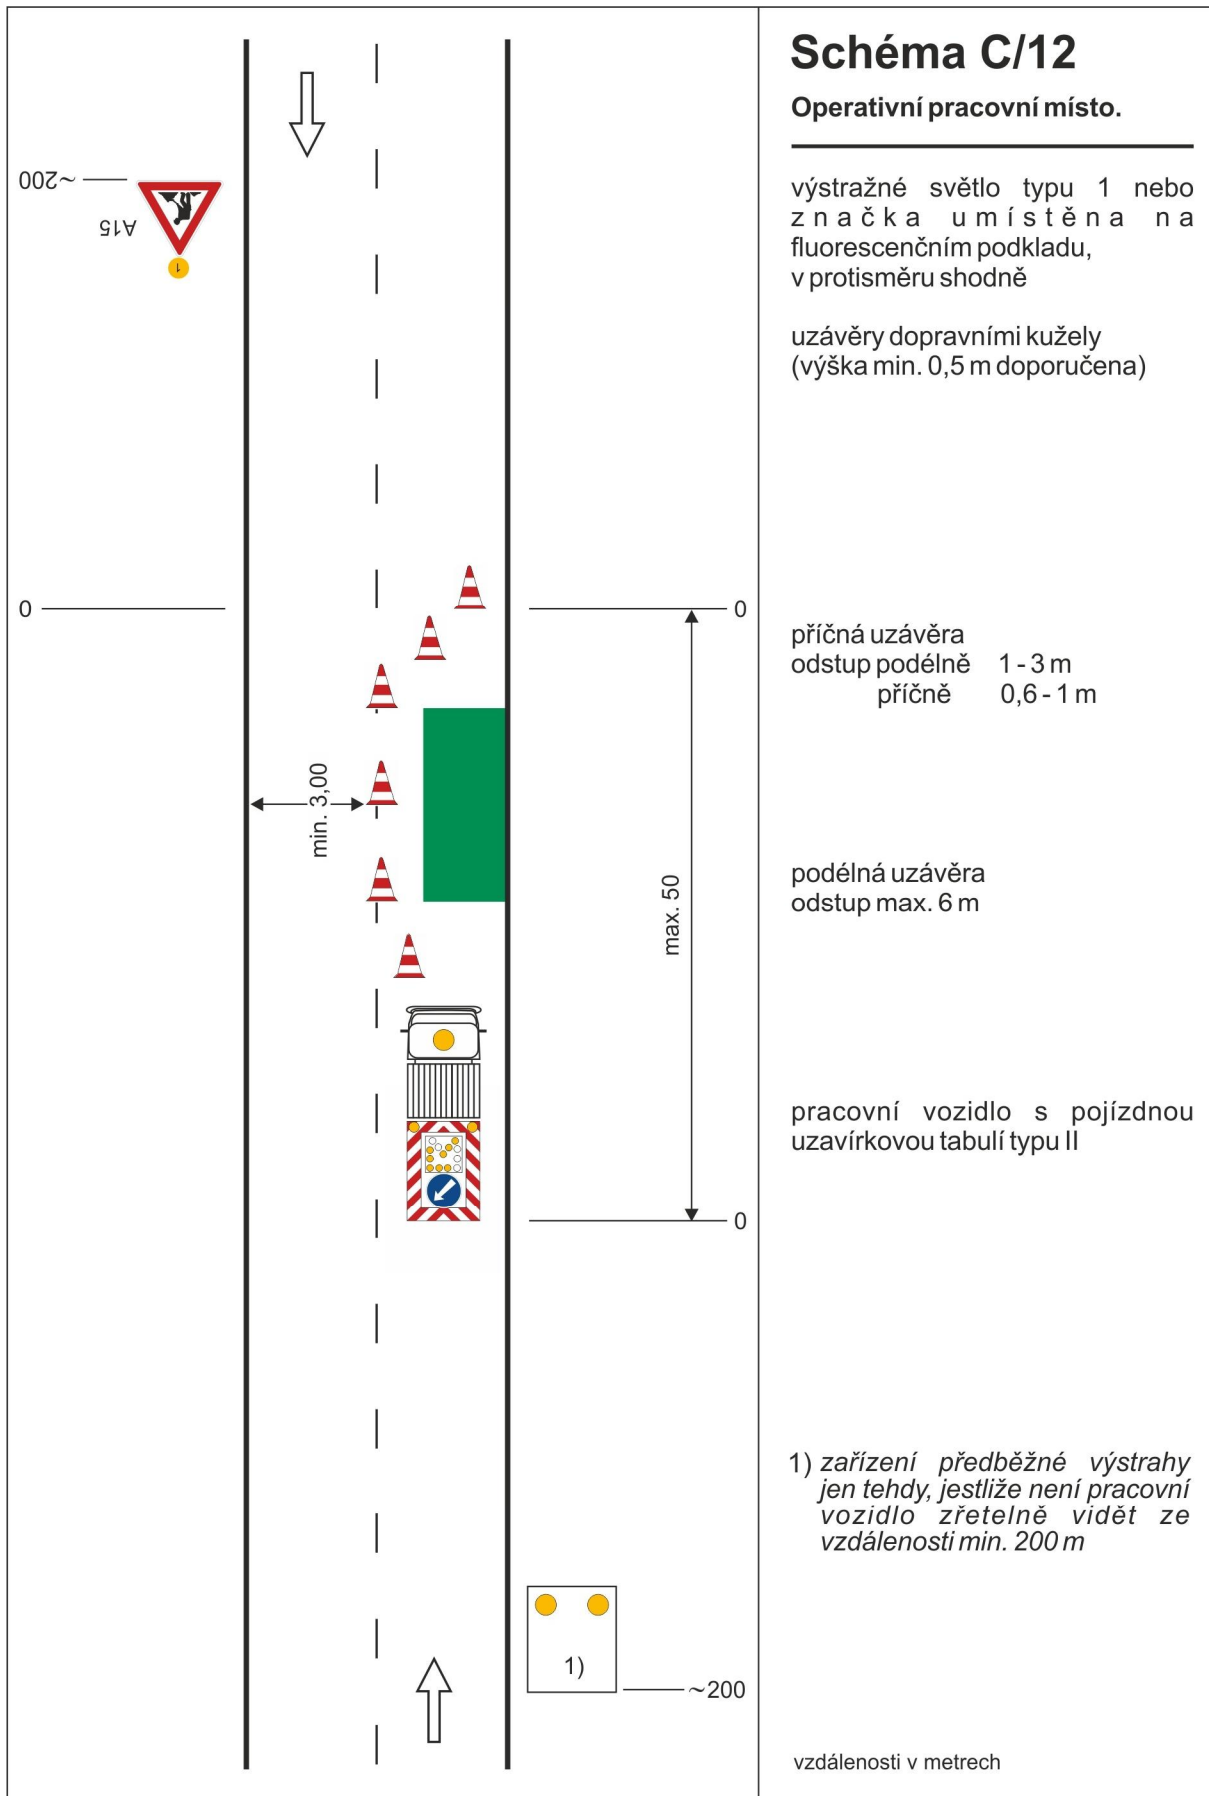 Schéma C/12
Operativní pracovní místo.
~200
A15
1
výstražné světlo typu 1 nebo
značka umístěna na
fluorescenčním podkladu,
v protisměru shodně
uzávěry dopravními kužely
(výška min. 0,5 m doporučena)
0
0
příčná uzávěra
odstup podélně 1 - 3 m
příčně 0,6 - 1 m
min. 3,00
max. 50
podélná uzávěra
odstup max. 6 m
pracovní vozidlo s pojízdnou
uzavírkovou tabulí typu II
0
1) zařízení předběžné výstrahy
jen tehdy, jestliže není pracovní
vozidlo zřetelně vidět ze
vzdálenosti min. 200 m
1)
~200
vzdálenosti v metrech